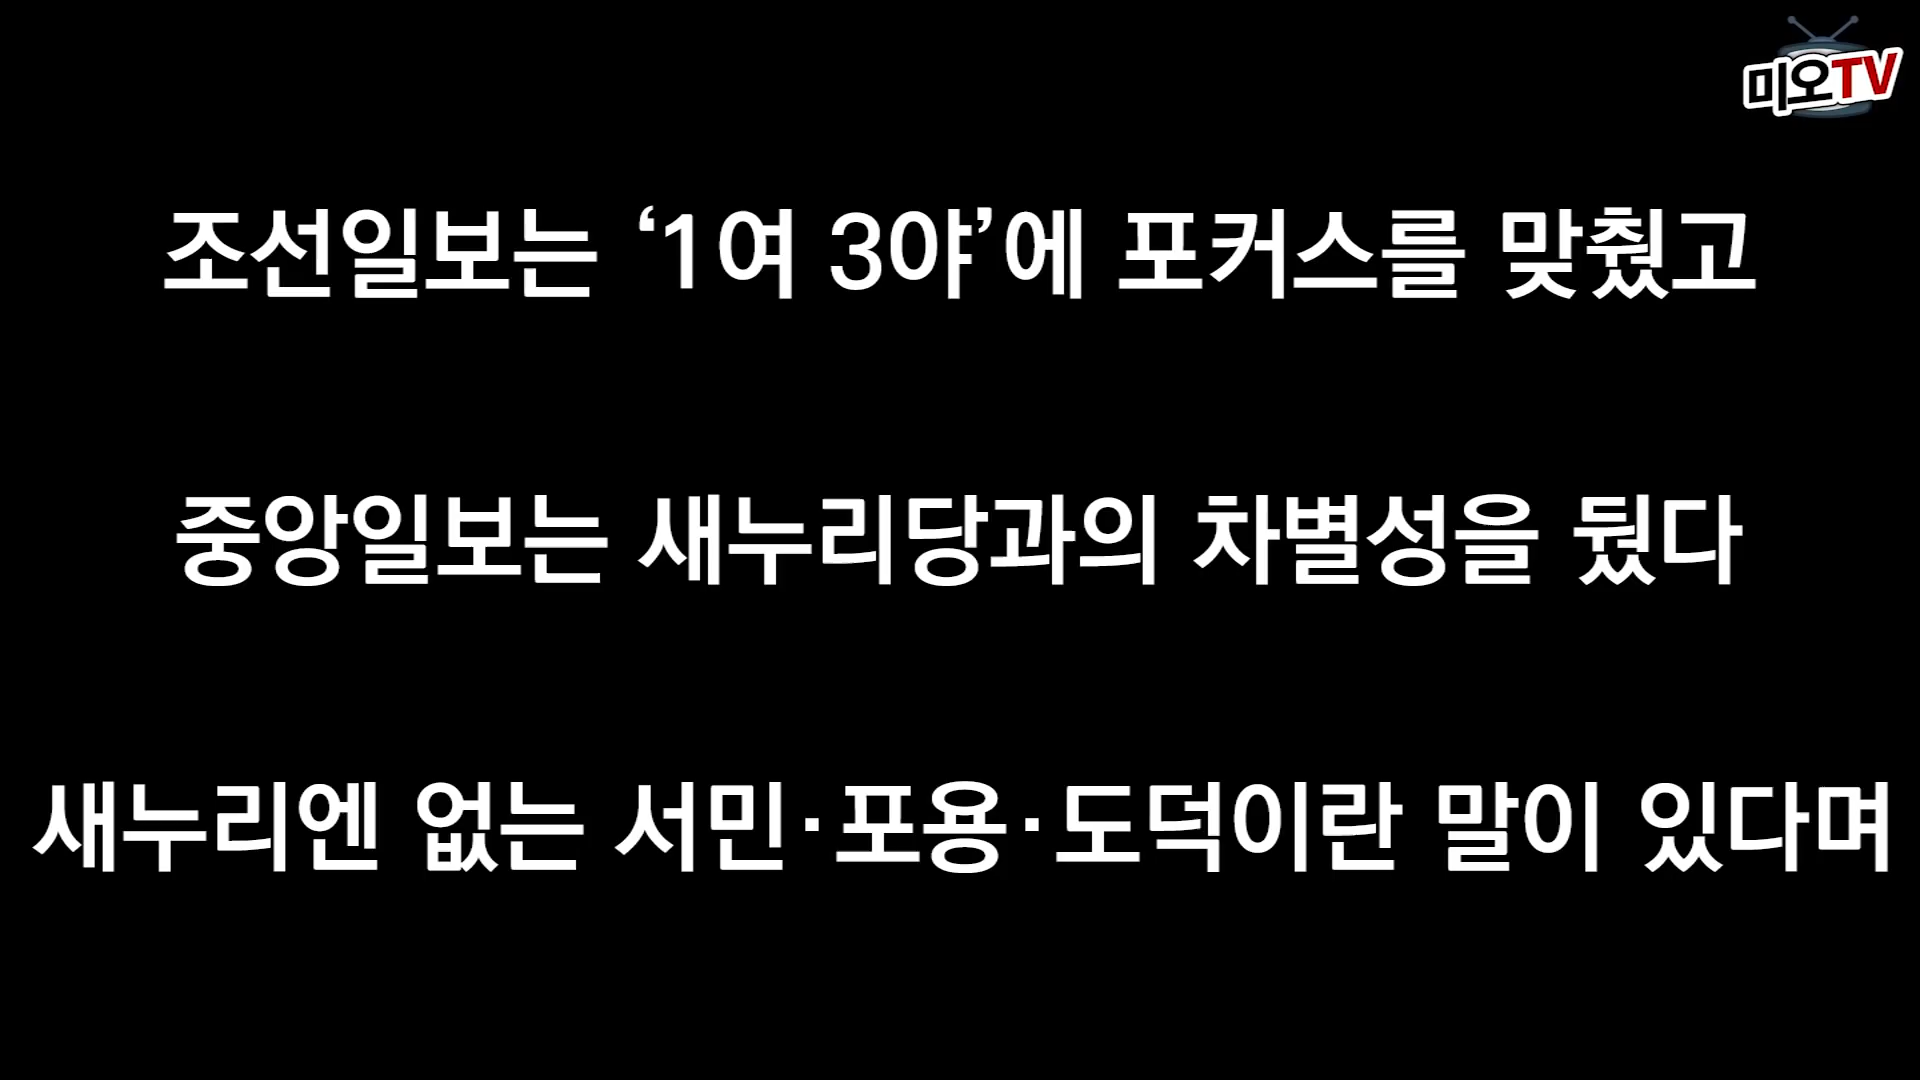 미오TV
조선일보는 ‘1여 3야’에 포커스를 맞췄고
중앙일보는 새누리당과의 차별성을 뒀다
새누리엔 없는 서민·포용·도덕이란 말이 있다며